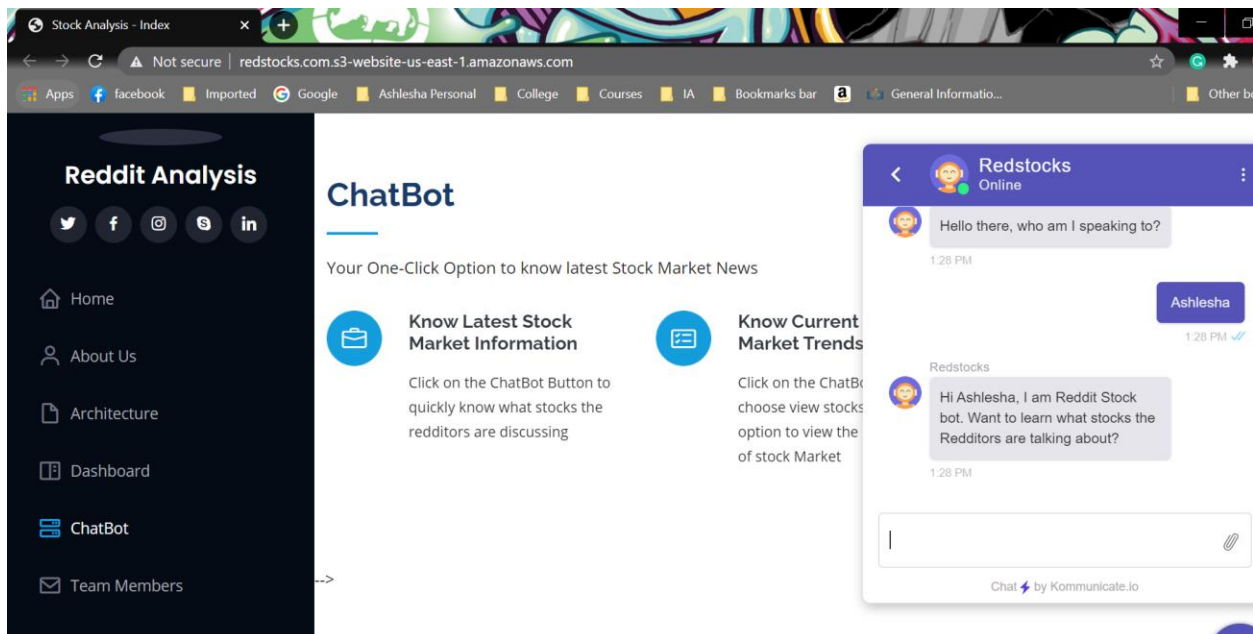 Stock Analysis - Index
Not secure | redstocks.com.s3-website-us-east-1.amazonaws.com
Apps facebook Imported Google Ashlesha Personal College Courses IA Bookmarks bar a General Informatio... Other
Reddit Analysis
Home
About Us
Architecture
Dashboard
ChatBot
Team Members
ChatBot
Your One-Click Option to know latest Stock Market News
Know Latest Stock
Market Information
Click on the ChatBot Button to
quickly know what stocks the
redditors are discussing
Know Current
Market Trends
Click on the
choose view stocks
option to view the
of stock Market
-->
Redstocks
Online
Hello there, who am I speaking to?
1:28 PM
Ashlesha
1:28 PM
Redstocks
Hi Ashlesha, I am Reddit Stock
bot. Want to learn what stocks the
Redditors are talking about?
1:28 PM
Chat by Kommunicate.io